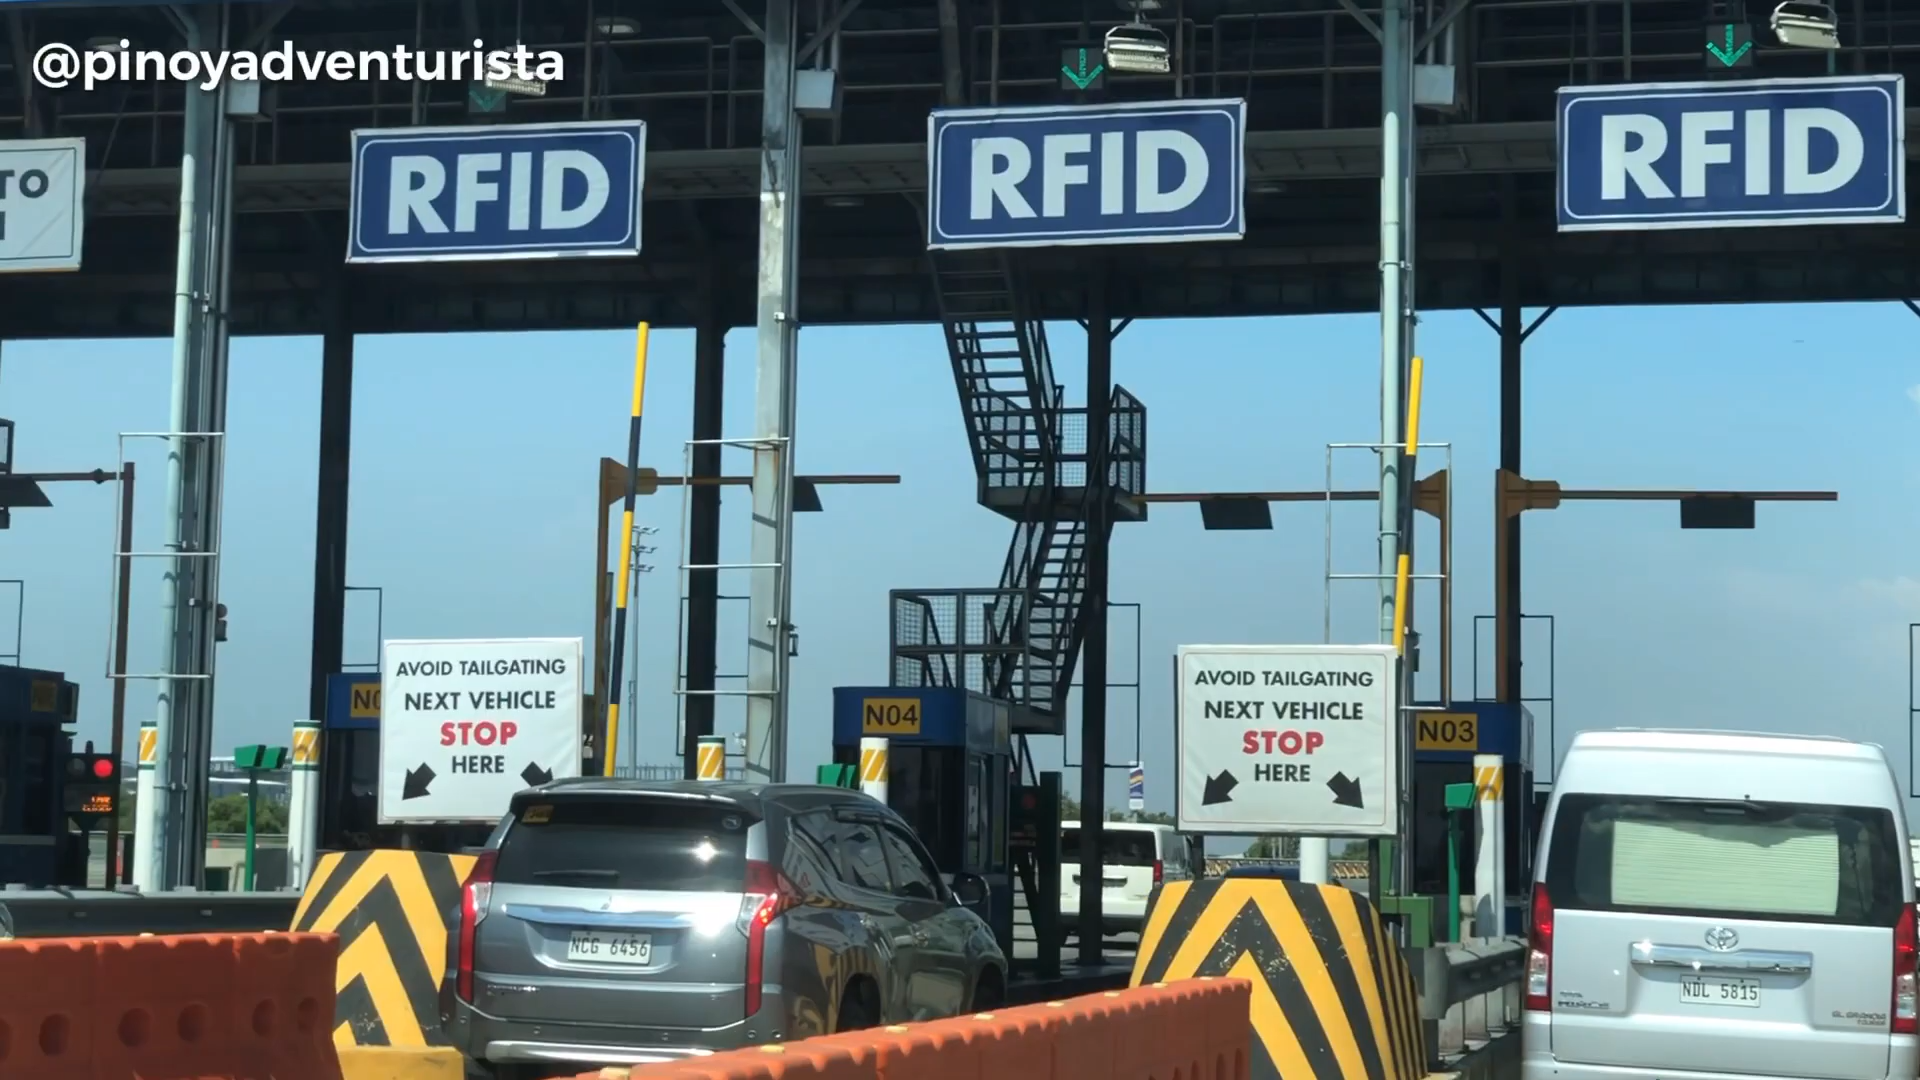 @pinoyadventurista
TO
RFID
RFID
RFID
AVOID TAILGATING
NEXT VEHICLE
STOP
HERE
N04
AVOID TAILGATING
NEXT VEHICLE
STOP
HERE
N03
NCG 6456
NDL 5815